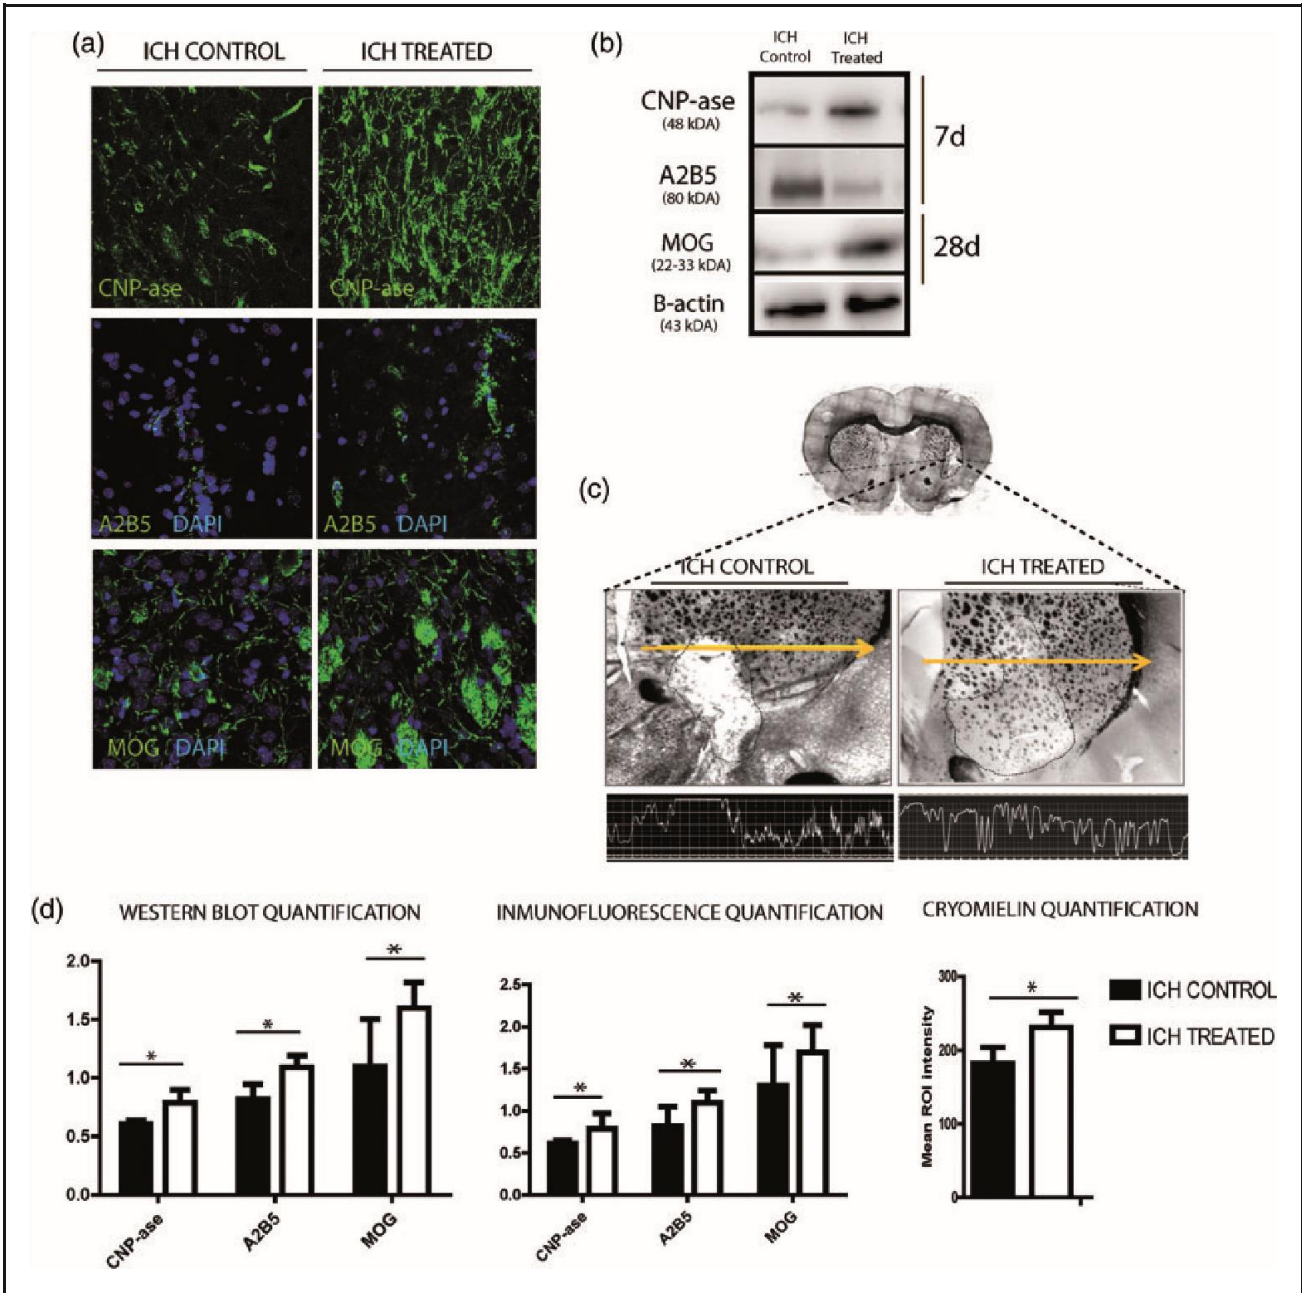 (a)
ICH CONTROL
ICH TREATED
CNP-ase
CNP-ase
A2B5 DAPI
A2B5 DAPI
MOG DAPI
MOG DAPI
(b)
ICH
Control
ICH
Treated
CNP-ase
(48 kDA)
A2B5
(80 kDA)
7d
MOG
(22-33 kDA)
28d
B-actin
(43 kDA)
(c)
ICH CONTROL
ICH TREATED
(d)
WESTERN BLOT QUANTIFICATION
2.0
1.5
1.0
0.5
0.0
*
*
*
CNP-ase
A2B5
MOG
INMUNOFLUORESCENCE QUANTIFICATION
2.5
2.0
1.5
1.0
0.5
0.0
*
*
*
CNP-ase
A2B5
MOG
CRYOMIELIN QUANTIFICATION
Mean ROI intensity
300
200
100
0
*
ICH CONTROL
ICH TREATED